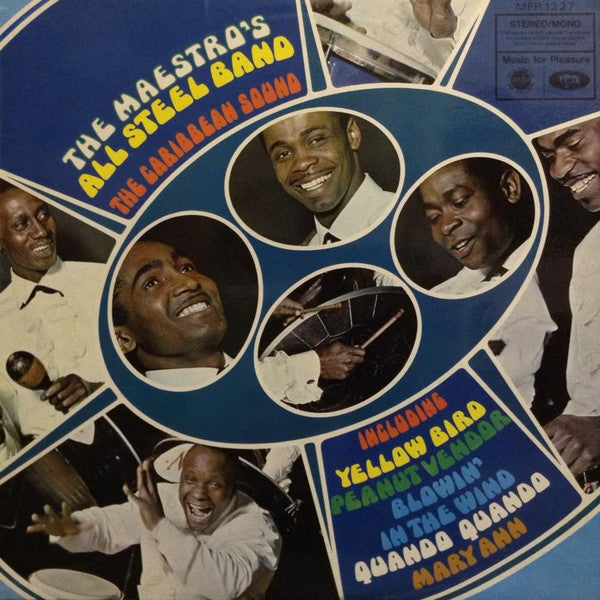 MFP 1227
STEREO/MONO
Music for Pleasure
mfp
EMI
THE MAESTRO'S
ALL STEEL BAND
THE CARIBBEAN SOUND
INCLUDING
YELLOW BIRD
PEANUT VENDOR
BLOWIN'
IN THE WIND
QUANDO QUANDO
MARY ANN